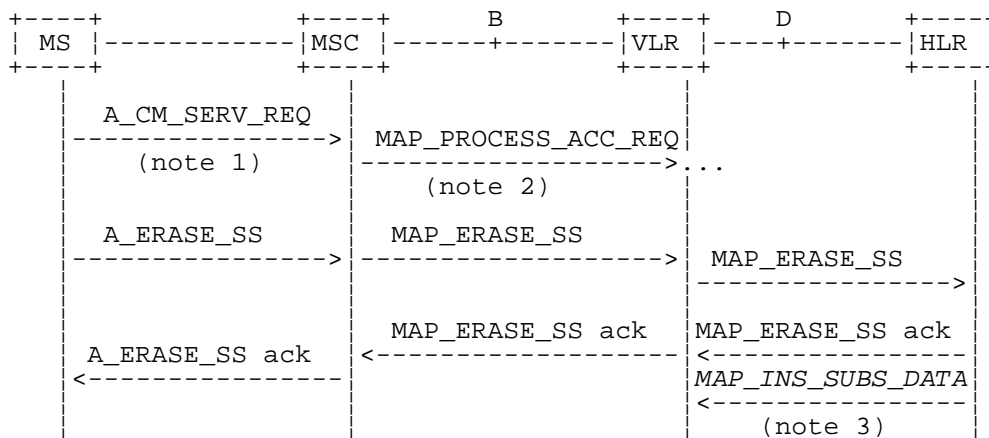 B D
MS MSC VLR HLR
A_CM_SERV_REQ
MAP_PROCESS_ACC_REQ
(note 1)
...
(note 2)
A_ERASE_SS MAP_ERASE_SS
MAP_ERASE_SS
MAP_ERASE_SS ack MAP_ERASE_SS ack
A_ERASE_SS ack
MAP_INS_SUBS_DATA
(note 3)